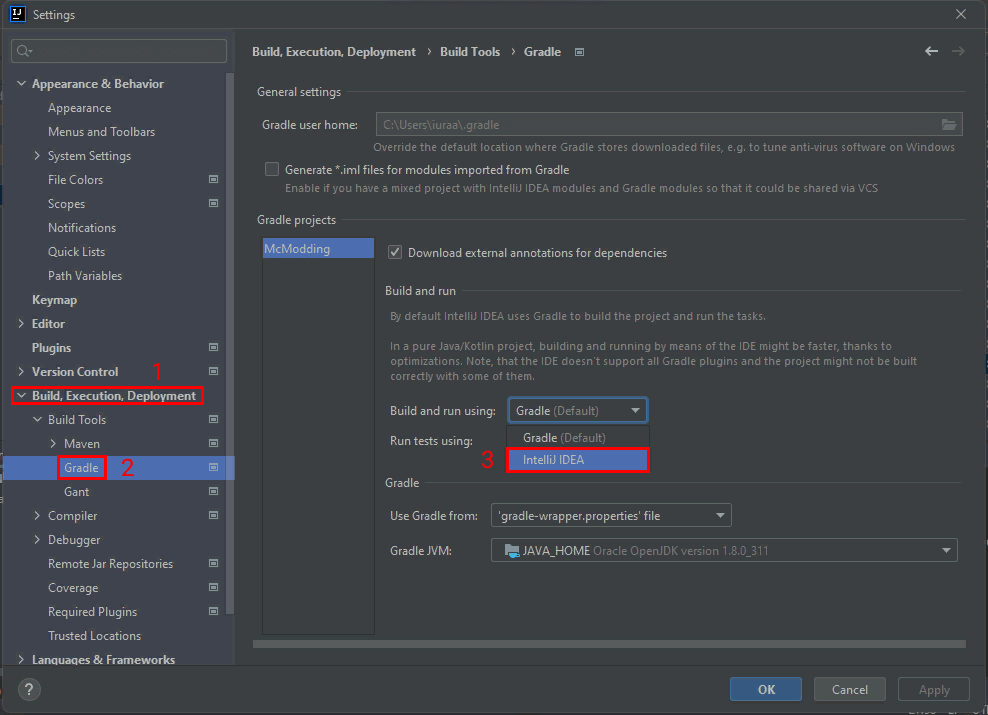 Settings
Appearance & Behavior
Appearance
Menus and Toolbars
System Settings
File Colors
Scopes
Notifications
Quick Lists
Path Variables
Keymap
Editor
Plugins
Version Control
1
Build, Execution, Deployment
Build Tools
Maven
Gradle
2
Gant
Compiler
Debugger
Remote Jar Repositories
Coverage
Required Plugins
Trusted Locations
Languages & Frameworks
Build, Execution, Deployment › Build Tools › Gradle
General settings
Gradle user home: C:\Users\iuraa\.gradle
Override the default location where Gradle stores downloaded files, e.g. to tune anti-virus software on Windows
Generate *.iml files for modules imported from Gradle
Enable if you have a mixed project with IntelliJ IDEA modules and Gradle modules so that it could be shared via VCS
Gradle projects
McModding
Download external annotations for dependencies
Build and run
By default IntelliJ IDEA uses Gradle to build the project and run the tasks.
In a pure Java/Kotlin project, building and running by means of the IDE might be faster, thanks to
optimizations. Note, that the IDE doesn't support all Gradle plugins and the project might not be built
correctly with some of them.
Build and run using: Gradle (Default)
Run tests using: Gradle (Default)
3 IntelliJ IDEA
Gradle
Use Gradle from: 'gradle-wrapper.properties' file
Gradle JVM: JAVA_HOME Oracle OpenJDK version 1.8.0_311
? OK Cancel Apply